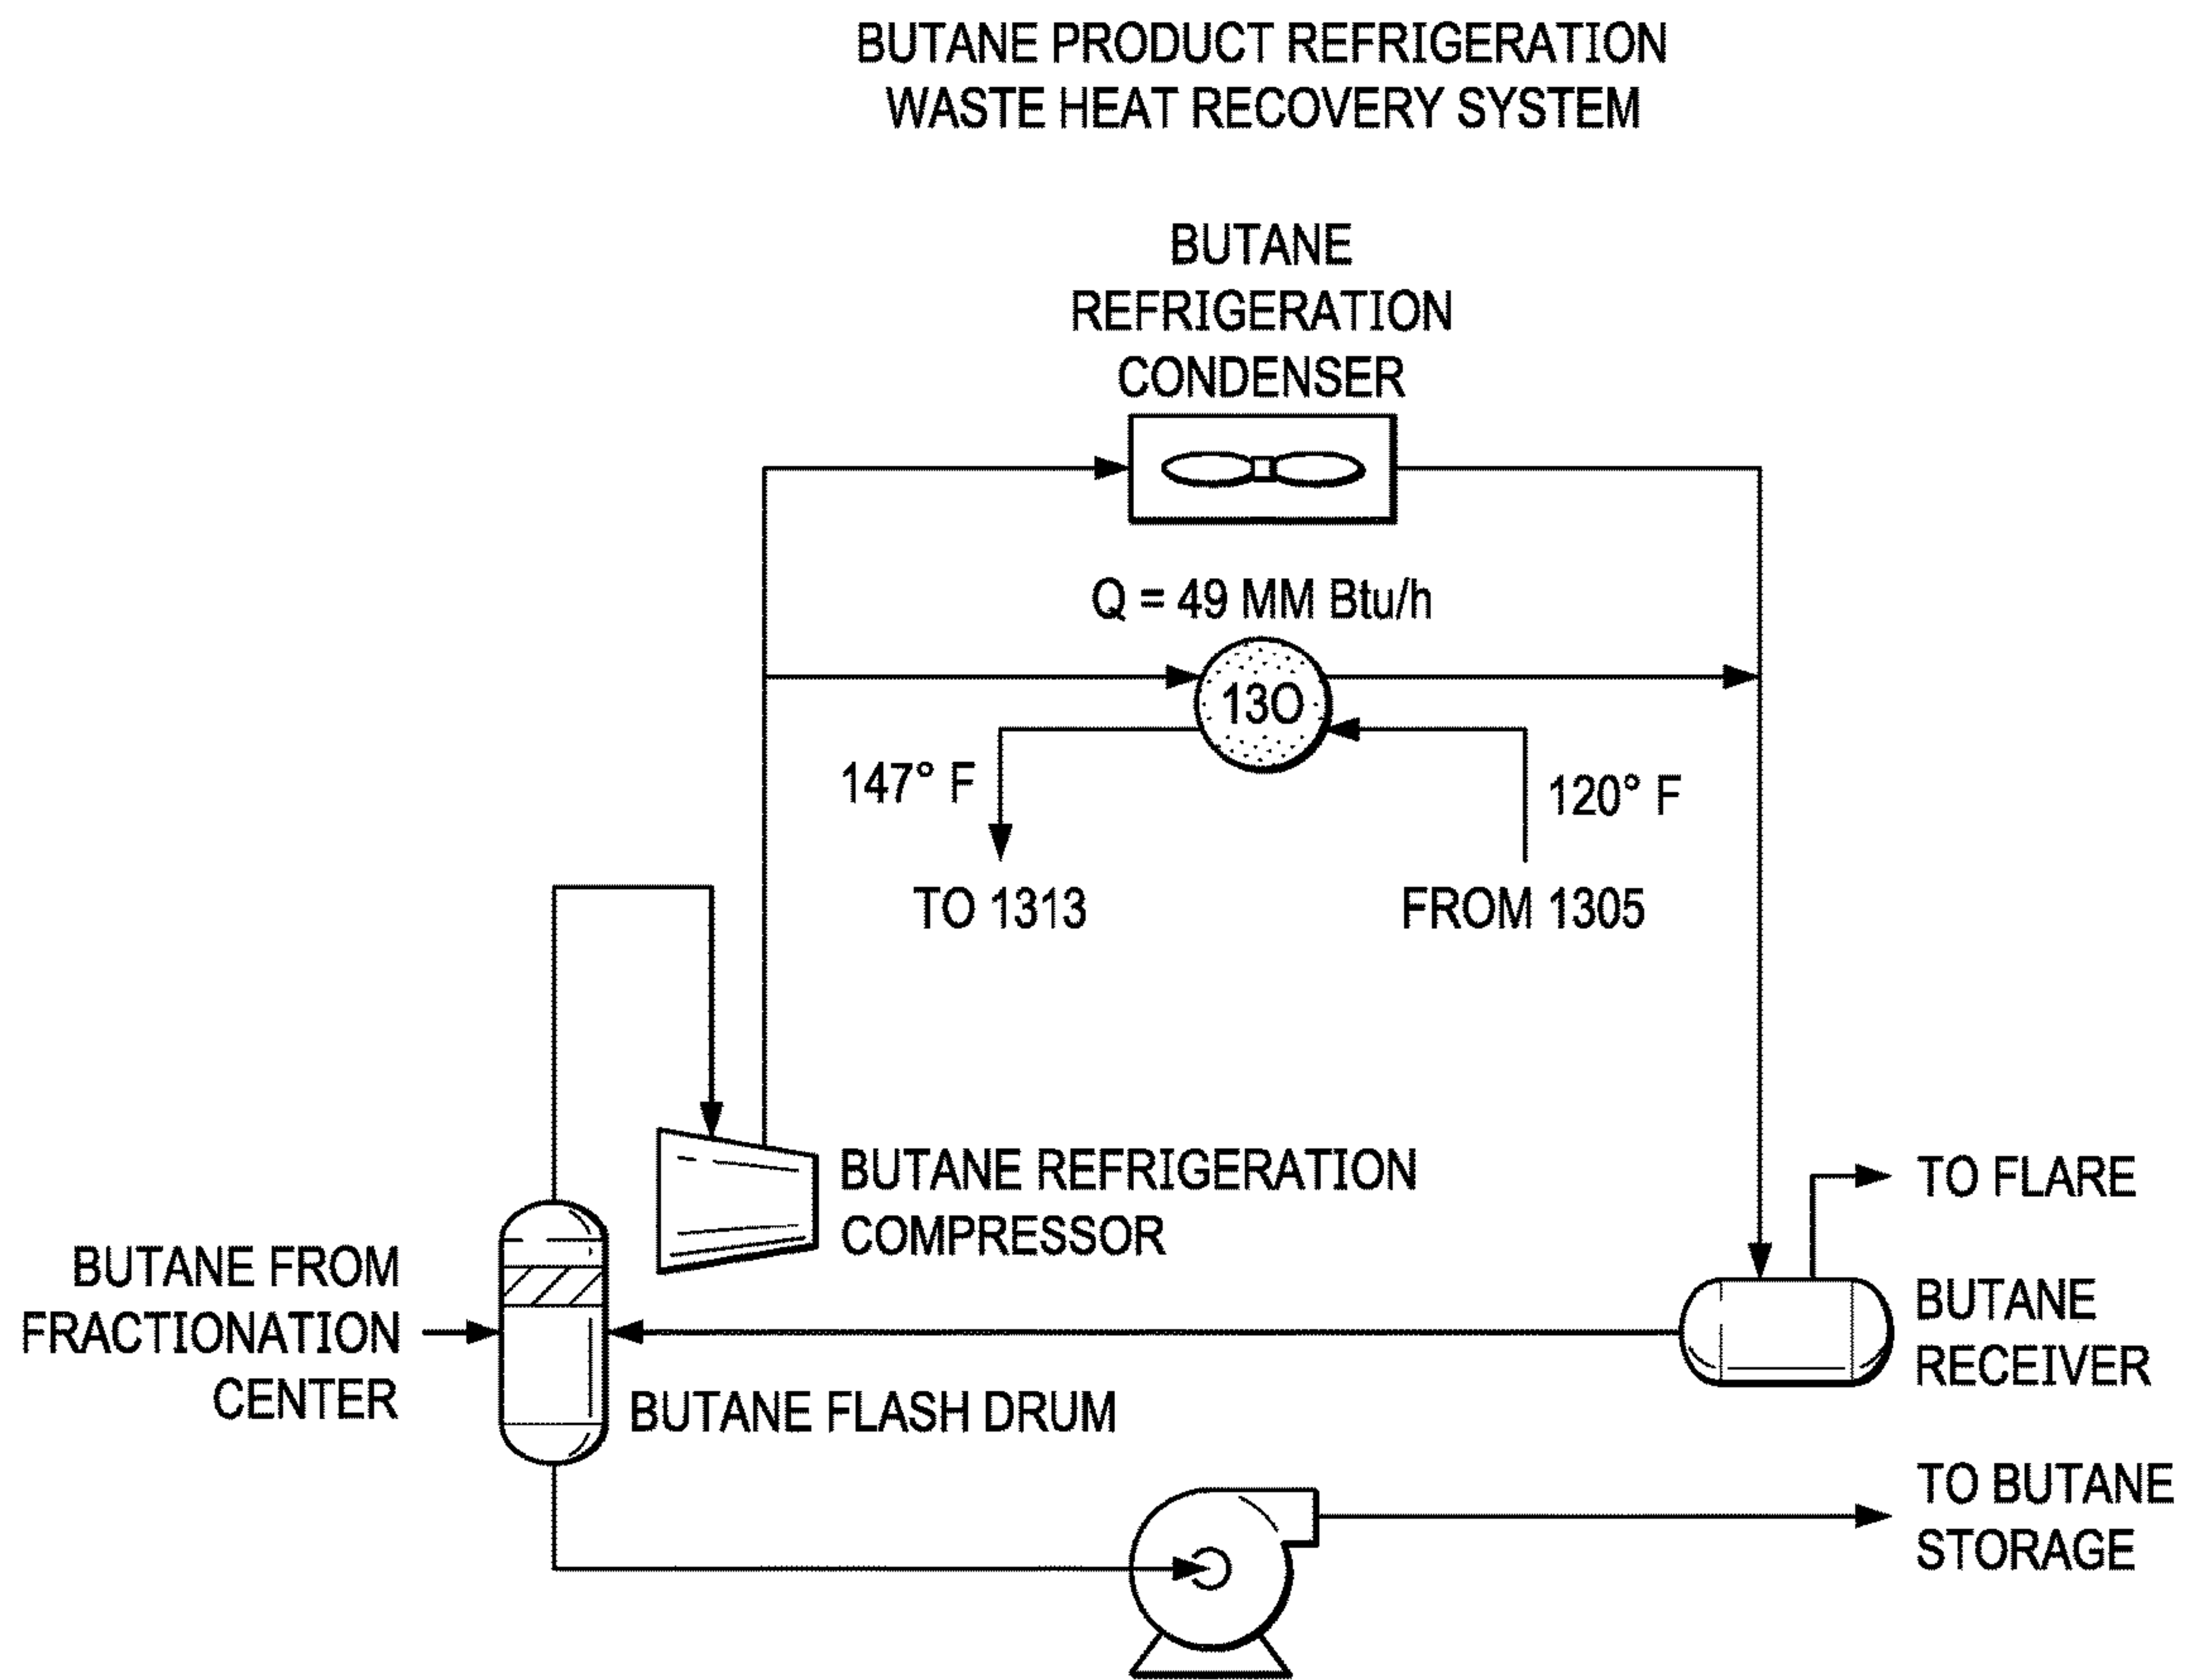 BUTANE PRODUCT REFRIGERATION
WASTE HEAT RECOVERY SYSTEM
BUTANE
REFRIGERATION
CONDENSER
Q = 49 MM Btu/h
13O
147° F
120° F
TO 1313
FROM 1305
BUTANE REFRIGERATION
COMPRESSOR
TO FLARE
BUTANE FROM
FRACTIONATION
CENTER
BUTANE
RECEIVER
BUTANE FLASH DRUM
TO BUTANE
STORAGE